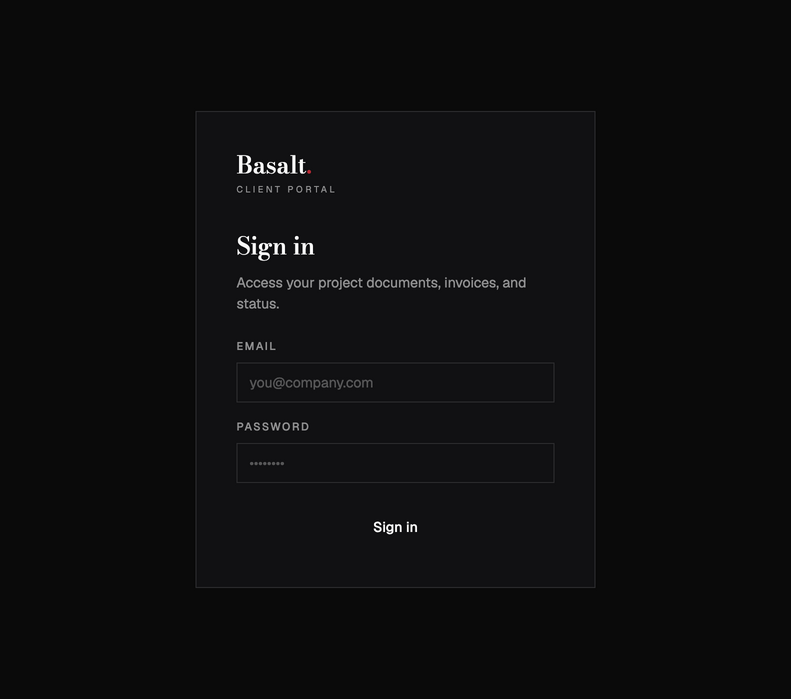 Basalt.
CLIENT PORTAL
Sign in
Access your project documents, invoices, and
status.
EMAIL
you@company.com
PASSWORD
••••••••
Sign in